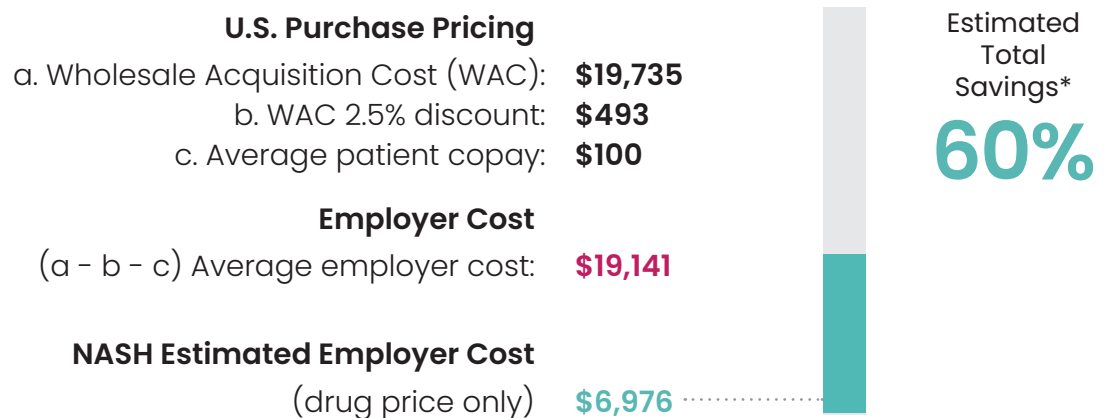 U.S. Purchase Pricing
a. Wholesale Acquisition Cost (WAC): $19,735
b. WAC 2.5% discount: $493
c. Average patient copay: $100
Employer Cost
(a - b - c) Average employer cost: $19,141
NASH Estimated Employer Cost
(drug price only) $6,976
Estimated
Total
Savings*
60%